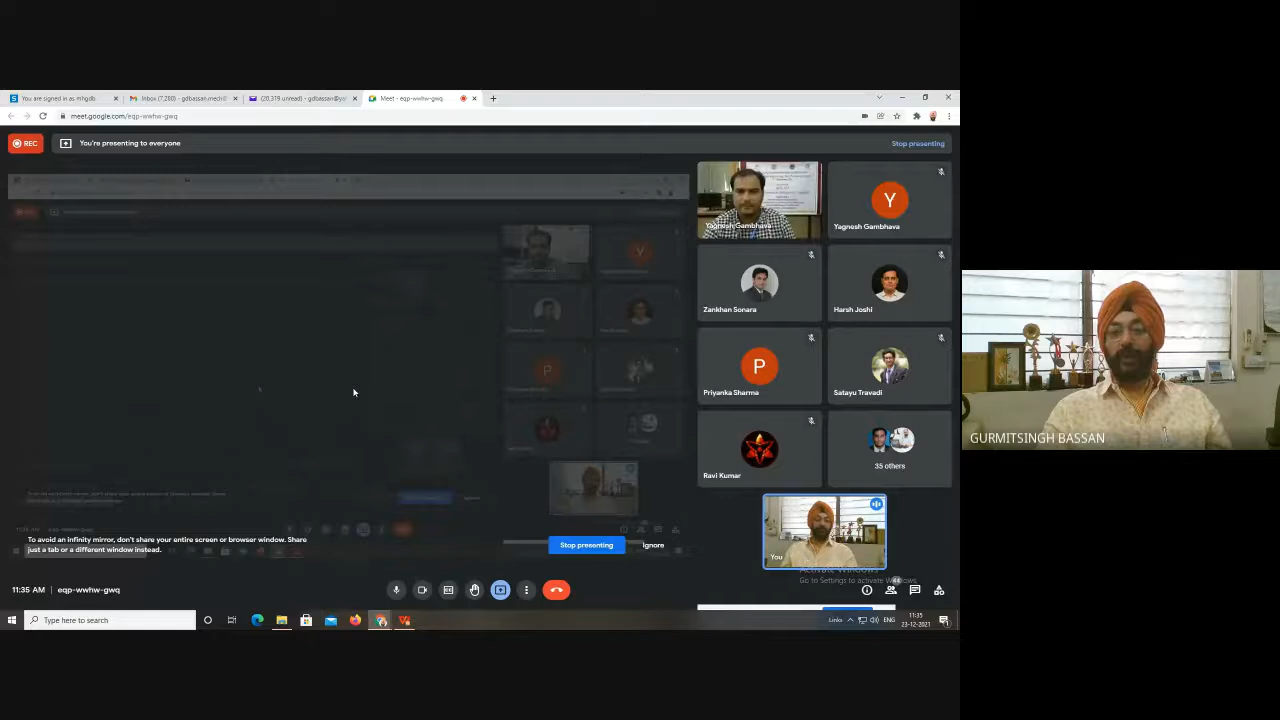 You are signed in as mhgdb
Inbox (7,280) - gdbassan.mech@
(20,319 unread) - gdbassan@ya
Meet - eqp-wwhw-gwq
meet.google.com/eqp-wwhw-gwq
REC
You're presenting to everyone
Stop presenting
Yagnesh Gambhava
Yagnesh Gambhava
Y
Zankhan Sonara
Harsh Joshi
P
Priyanka Sharma
Satayu Travadi
Ravi Kumar
35 others
GURMITSINGH BASSAN
You
To avoid an infinity mirror, don't share your entire screen or browser window. Share
just a tab or a different window instead.
Stop presenting
Ignore
Activate Windows
Go to Settings to activate Windows.
11:35 AM | eqp-wwhw-gwq
44
Type here to search
Links
ENG
11:35
23-12-2021